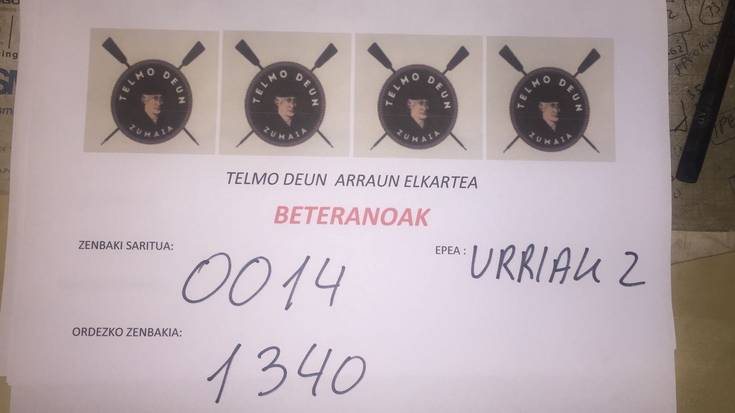 TELMO DEUN ZUMAIA TELMO DEUN ZUMAIA TELMO DEUN ZUMAIA TELMO DEUN ZUMAIA
TELMO DEUN ARRAUN ELKARTEA
BETERANOAK
ZENBAKI SARITUA: EPEA :
0014 URRIAK 2
ORDEZKO ZENBAKIA:
1340